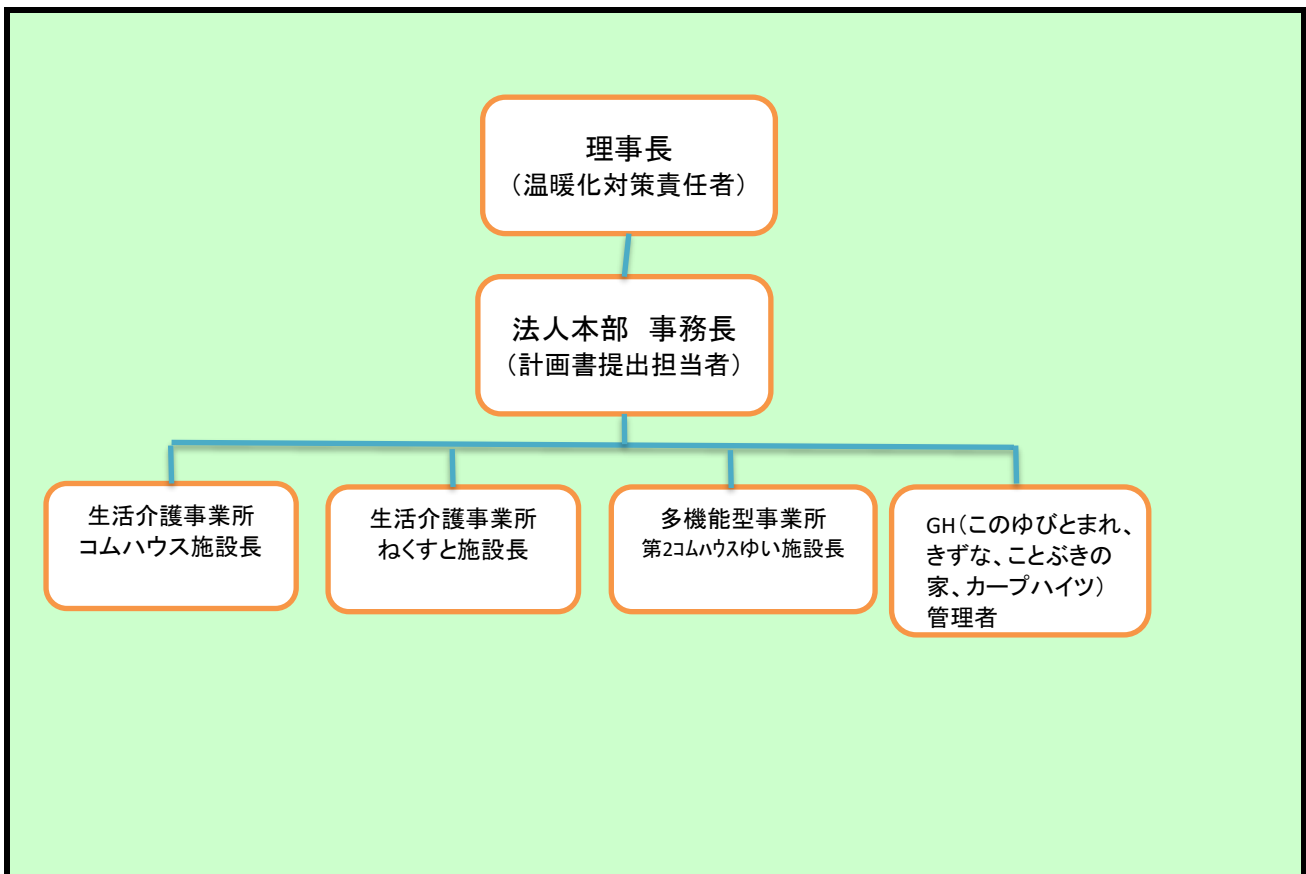 理事長
（温暖化対策責任者）
法人本部　事務長
（計画書提出担当者）
生活介護事業所
コムハウス施設長
生活介護事業所
ねくすと施設長
多機能型事業所
第2ｺﾑﾊｳｽゆい施設長
GH（このゆびとまれ、
きずな、ことぶきの
家、カープハイツ）
管理者